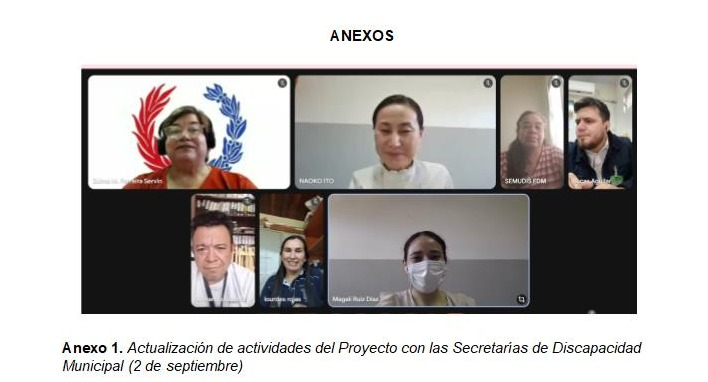 ANEXOS
NAOKO ITO
SEMUDIS FDM
lourdes rojas
Magali Ruiz Diaz
Anexo 1. Actualización de actividades del Proyecto con las Secretarías de Discapacidad
Municipal (2 de septiembre)